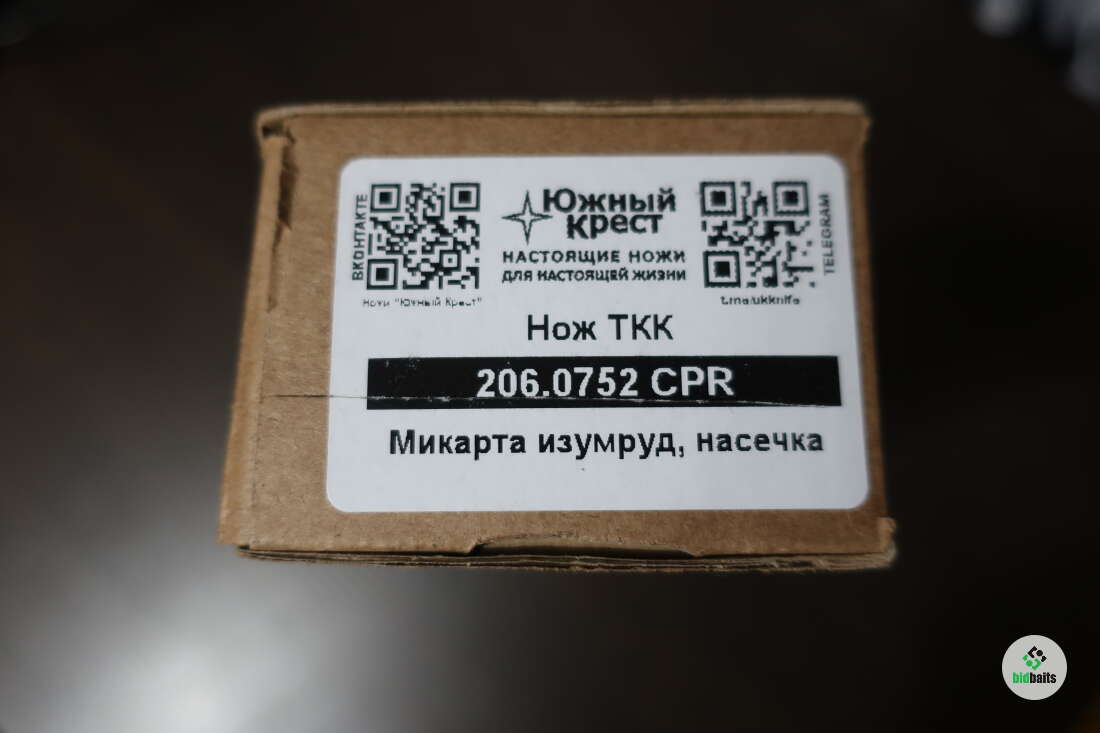 ВКОНТАКТЕ
Южный
Крест
НАСТОЯЩИЕ НОЖИ
ДЛЯ НАСТОЯЩЕЙ ЖИЗНИ
TELEGRAM
Ножи "Южный Крест"
t.me/ukknife
Нож ТКК
206.0752 CPR
Микарта изумруд, насечка
bidbaits